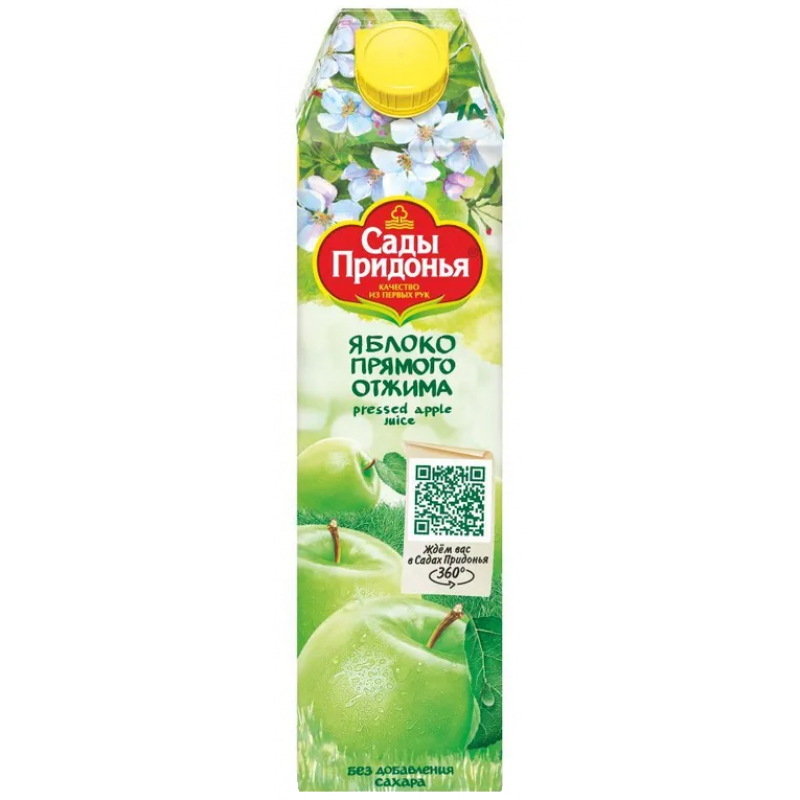 1л
Сады
Придонья
КАЧЕСТВО
ИЗ ПЕРВЫХ РУК
ЯБЛОКО
ПРЯМОГО
ОТЖИМА
pressed apple
juice
Ждём вас
в Садах Придонья
360°
БЕЗ ДОБАВЛЕНИЯ
САХАРА